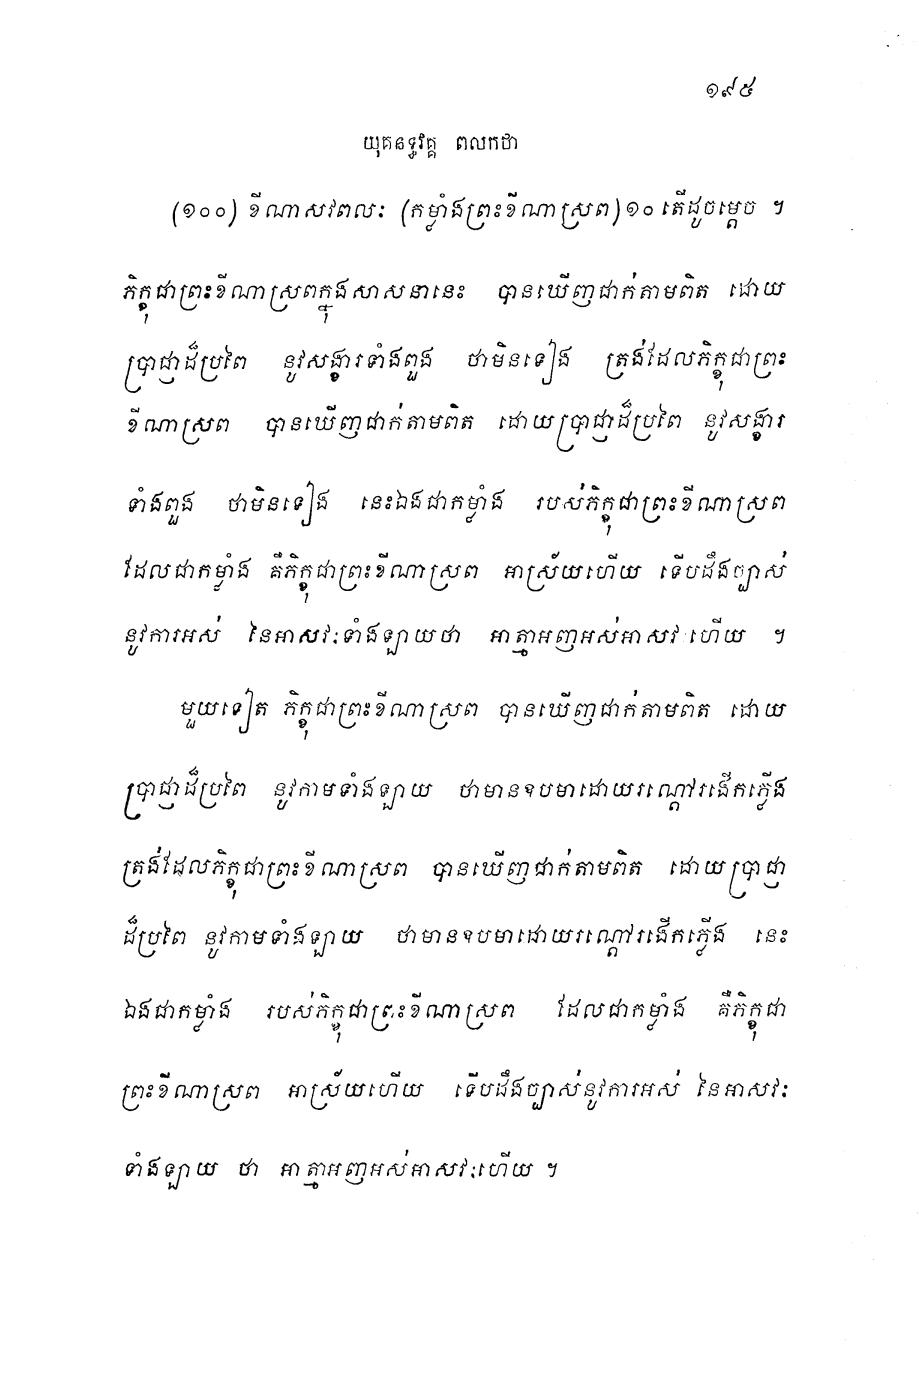 ១៩៥
យុគនទ្ធវគ្គ ពលកថា
(១០០) ខីណាសវពលៈ (កម្លាំងព្រះខីណាស្រព)១០តើដូចម្តេច ។
ភិក្ខុជាព្រះខីណាស្រពក្នុងសាសនានេះ បានឃើញជាក់តាមពិត ដោយ
ប្រាជ្ញាដ៏ប្រពៃ នូវសង្ខារទាំងពួង ថាមិនទៀង ត្រង់ដែលភិក្ខុជាព្រះ
ខីណាស្រព បានឃើញជាក់តាមពិត ដោយប្រាជ្ញាដ៏ប្រពៃ នូវសង្ខារ
ទាំងពួង ថាមិនទៀង នេះឯងជាកម្លាំង របស់ភិក្ខុជាព្រះខីណាស្រព
ដែលជាកម្លាំង គឺភិក្ខុជាព្រះខីណាស្រព អាស្រ័យហើយ ទើបដឹងច្បាស់
នូវការអស់ នៃអាសវៈទាំងឡាយថា អាត្មាអញអស់អាសវៈហើយ ។
មួយទៀត ភិក្ខុជាព្រះខីណាស្រព បានឃើញជាក់តាមពិត ដោយ
ប្រាជ្ញាដ៏ប្រពៃ នូវកាមទាំងឡាយ ថាមានឧបមាដោយរណ្តៅរងើកភ្លើង
ត្រង់ដែលភិក្ខុជាព្រះខីណាស្រព បានឃើញជាក់តាមពិត ដោយប្រាជ្ញា
ដ៏ប្រពៃ នូវកាមទាំងឡាយ ថាមានឧបមាដោយរណ្តៅរងើកភ្លើង នេះ
ឯងជាកម្លាំង របស់ភិក្ខុជាព្រះខីណាស្រព ដែលជាកម្លាំង គឺភិក្ខុជា
ព្រះខីណាស្រព អាស្រ័យហើយ ទើបដឹងច្បាស់នូវការអស់ នៃអាសវៈ
ទាំងឡាយ ថា អាត្មាអញអស់អាសវៈហើយ ។